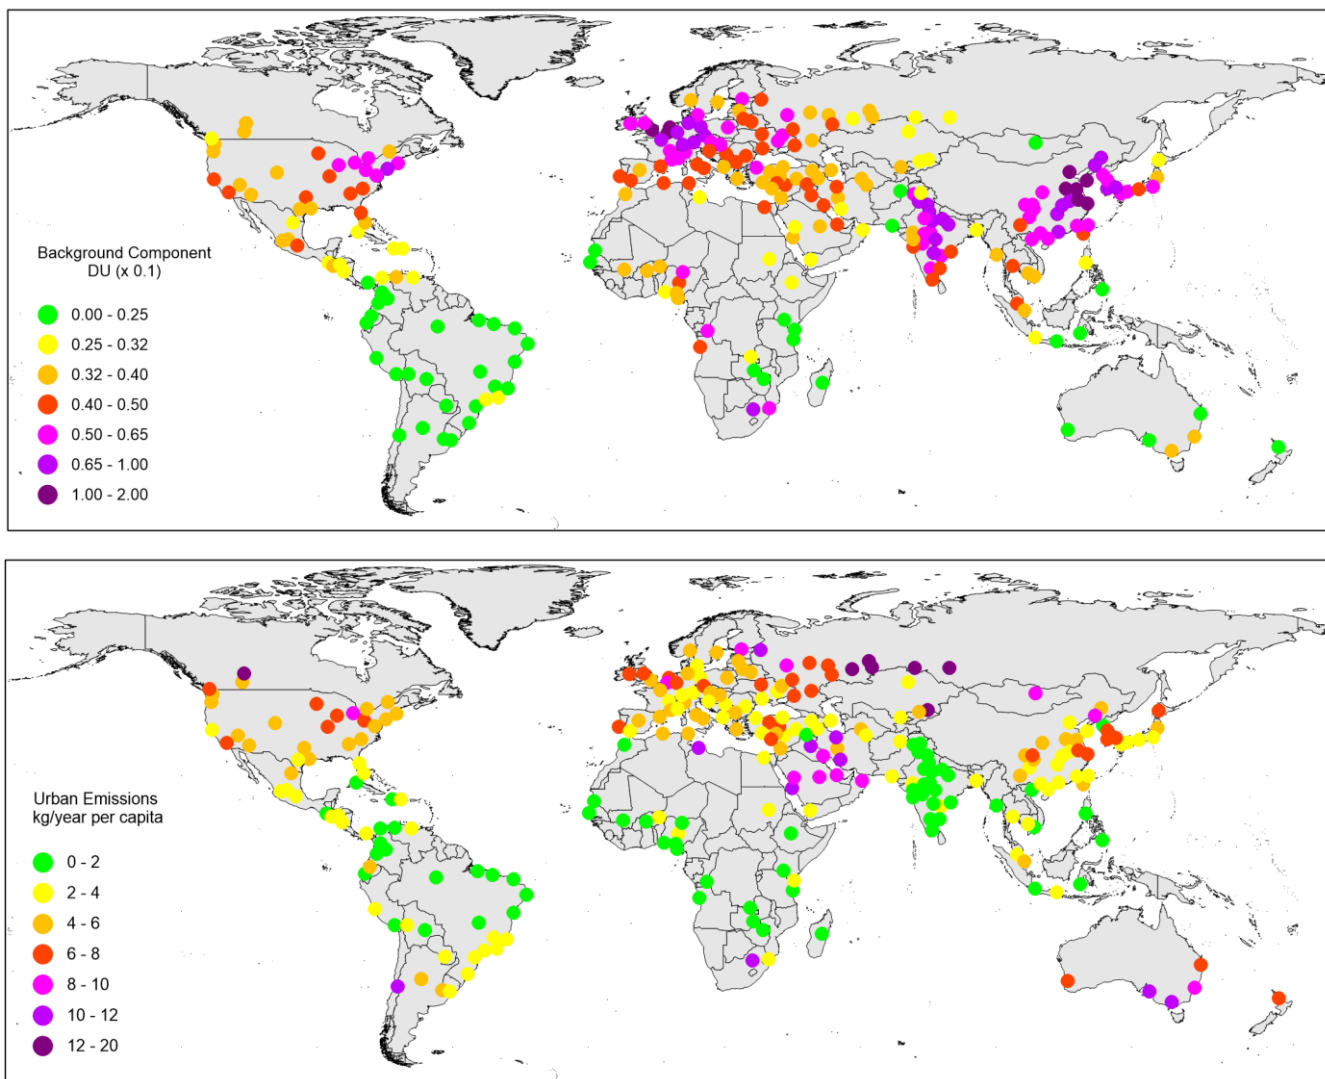 Background Component
DU (x 0.1)
0.00 - 0.25
0.25 - 0.32
0.32 - 0.40
0.40 - 0.50
0.50 - 0.65
0.65 - 1.00
1.00 - 2.00
Urban Emissions
kg/year per capita
0 - 2
2 - 4
4 - 6
6 - 8
8 - 10
10 - 12
12 - 20